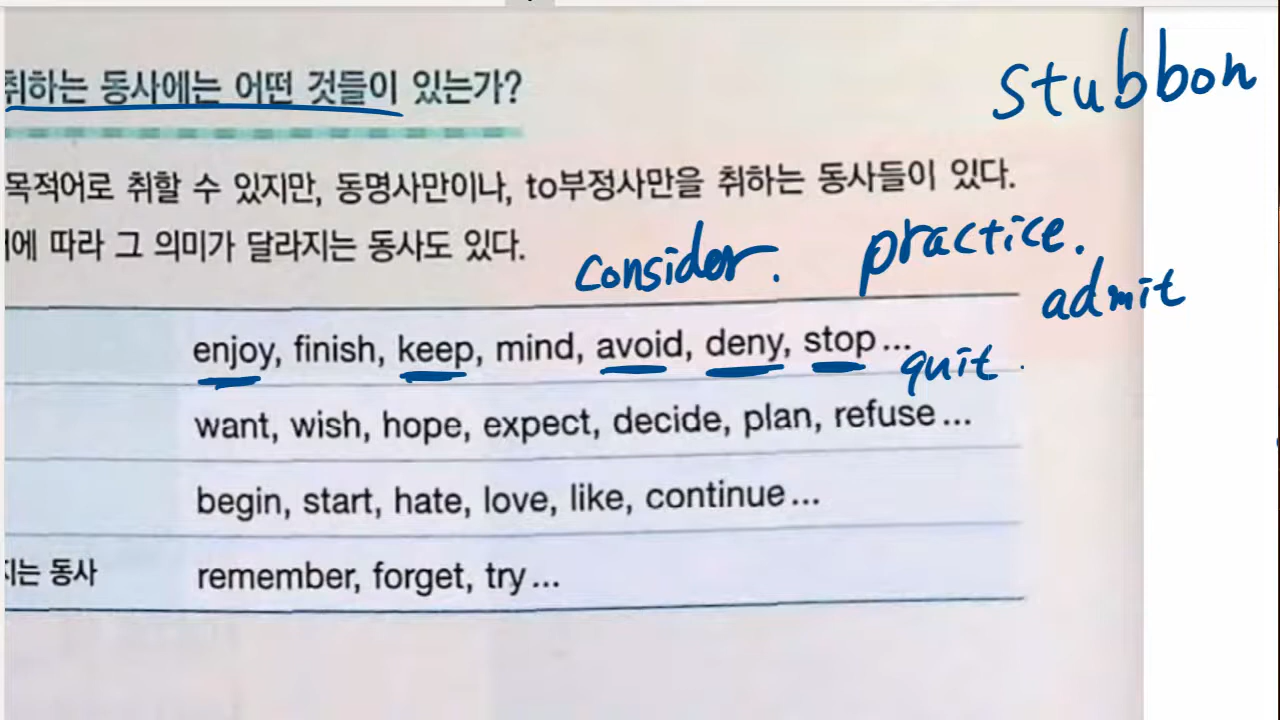 stubbon
취하는 동사에는 어떤 것들이 있는가?
목적어로 취할 수 있지만, 동명사만이나, to부정사만을 취하는 동사들이 있다.
에 따라 그 의미가 달라지는 동사도 있다.
consider. practice.
admit
enjoy, finish, keep, mind, avoid, deny, stop...
quit.
want, wish, hope, expect, decide, plan, refuse...
begin, start, hate, love, like, continue...
지는 동사 remember, forget, try...